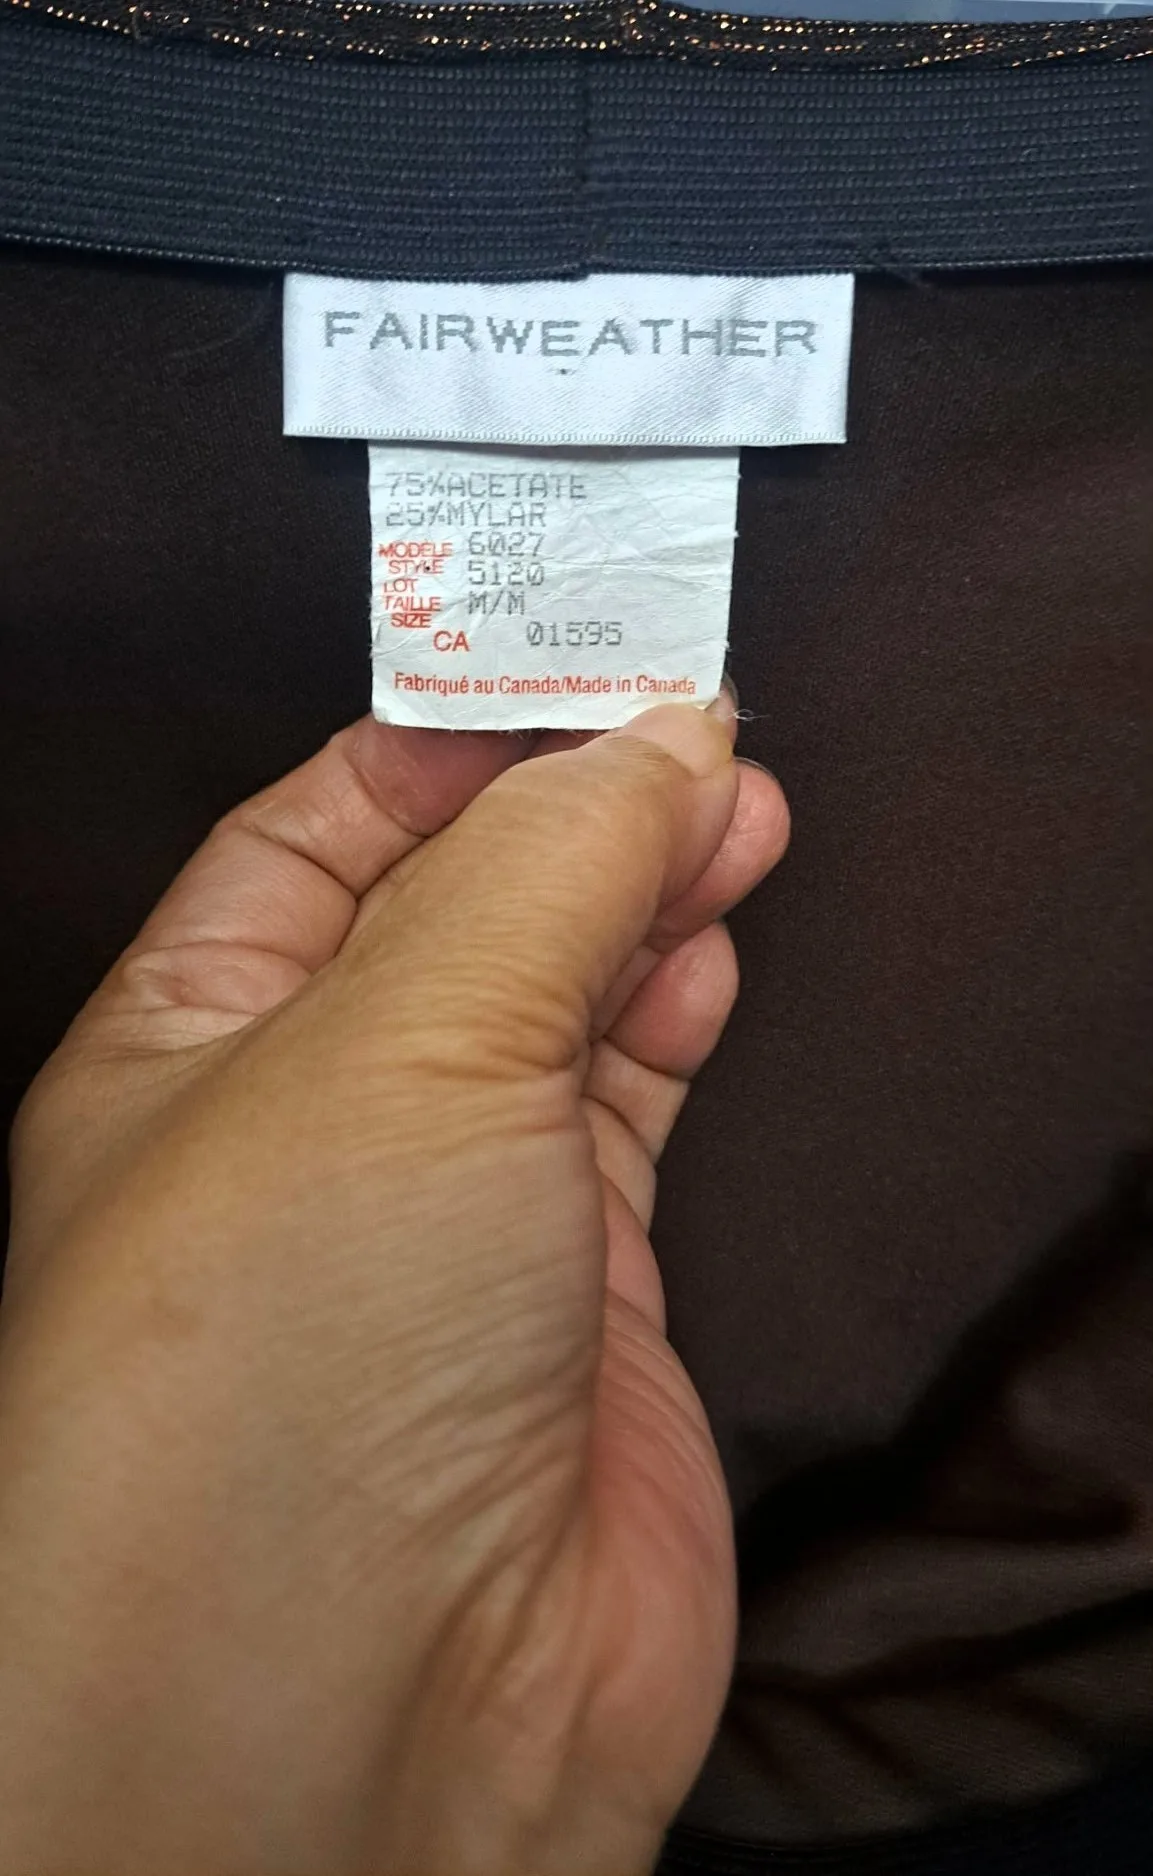 FAIRWEATHER
75%ACETATE
25%MYLAR
MODÈLE 6027
STYLE
LOT 5120
TAILLE M/M
SIZE
CA 01595
Fabriqué au Canada/Made in Canada